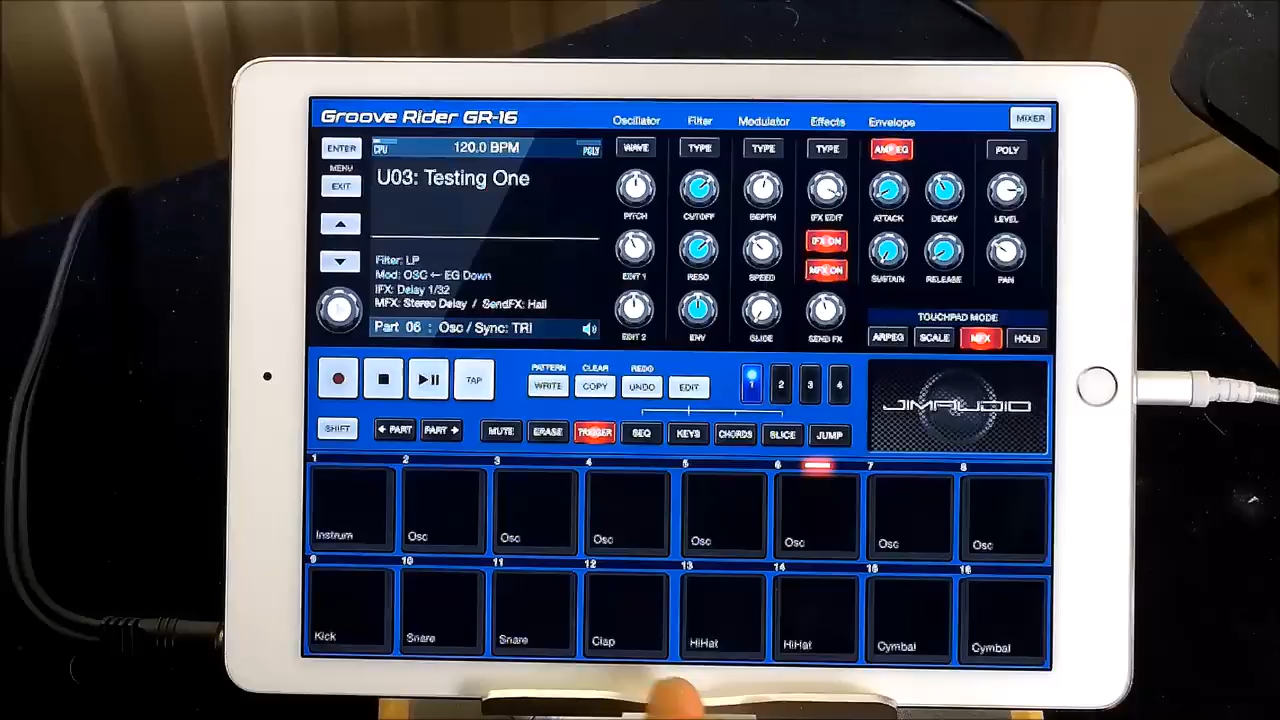 Groove Rider GR-16
Oscillator Filter Modulator Effects Envelope
MIXER
ENTER
MENU
EXIT
CPU 120.0 BPM POLY
U03: Testing One
Filter: LP
Mod: OSC ← EG Down
IFX: Delay 1/32
MFX: Stereo Delay / SendFX: Hall
Part 06 : Osc / Sync: TRI
WAVE TYPE TYPE TYPE AMP EG POLY
PITCH CUTOFF DEPTH IFX EDIT ATTACK DECAY LEVEL
IFX ON
EDIT 1 RESO SPEED MFX ON SUSTAIN RELEASE PAN
EDIT 2 ENV GLIDE SEND FX
TOUCHPAD MODE
ARPEG SCALE MFX HOLD
TAP
PATTERN CLEAR REDO
WRITE COPY UNDO EDIT
1 2 3 4
JIMAUDIO
SHIFT ← PART PART → MUTE ERASE TRIGGER SEQ KEYS CHORDS SLICE JUMP
1 2 3 4 5 6 7 8
Instrum Osc Osc Osc Osc Osc Osc Osc
9 10 11 12 13 14 15 16
Kick Snare Snare Clap HiHat HiHat Cymbal Cymbal